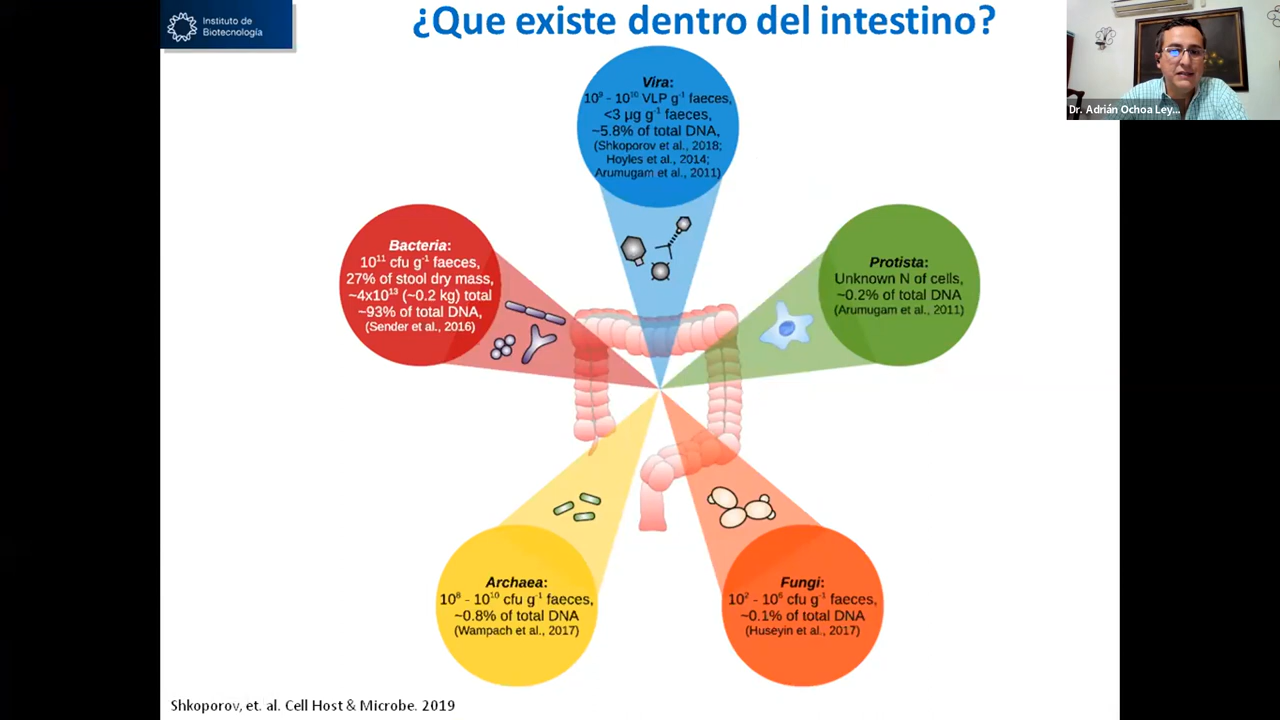 Instituto de
Biotecnología
¿Que existe dentro del intestino?
Dr. Adrián Ochoa Ley...
Vira:
10⁹ - 10¹⁰ VLP g⁻¹ faeces,
<3 µg g⁻¹ faeces,
~5.8% of total DNA,
(Shkoporov et al., 2018;
Hoyles et al., 2014;
Arumugam et al., 2011)
Bacteria:
10¹¹ cfu g⁻¹ faeces,
27% of stool dry mass,
~4x10¹³ (~0.2 kg) total
~93% of total DNA,
(Sender et al., 2016)
Protista:
Unknown N of cells,
~0.2% of total DNA
(Arumugam et al., 2011)
Archaea:
10⁸ - 10¹⁰ cfu g⁻¹ faeces,
~0.8% of total DNA
(Wampach et al., 2017)
Fungi:
10² - 10⁶ cfu g⁻¹ faeces,
~0.1% of total DNA
(Huseyin et al., 2017)
Shkoporov, et. al. Cell Host & Microbe. 2019